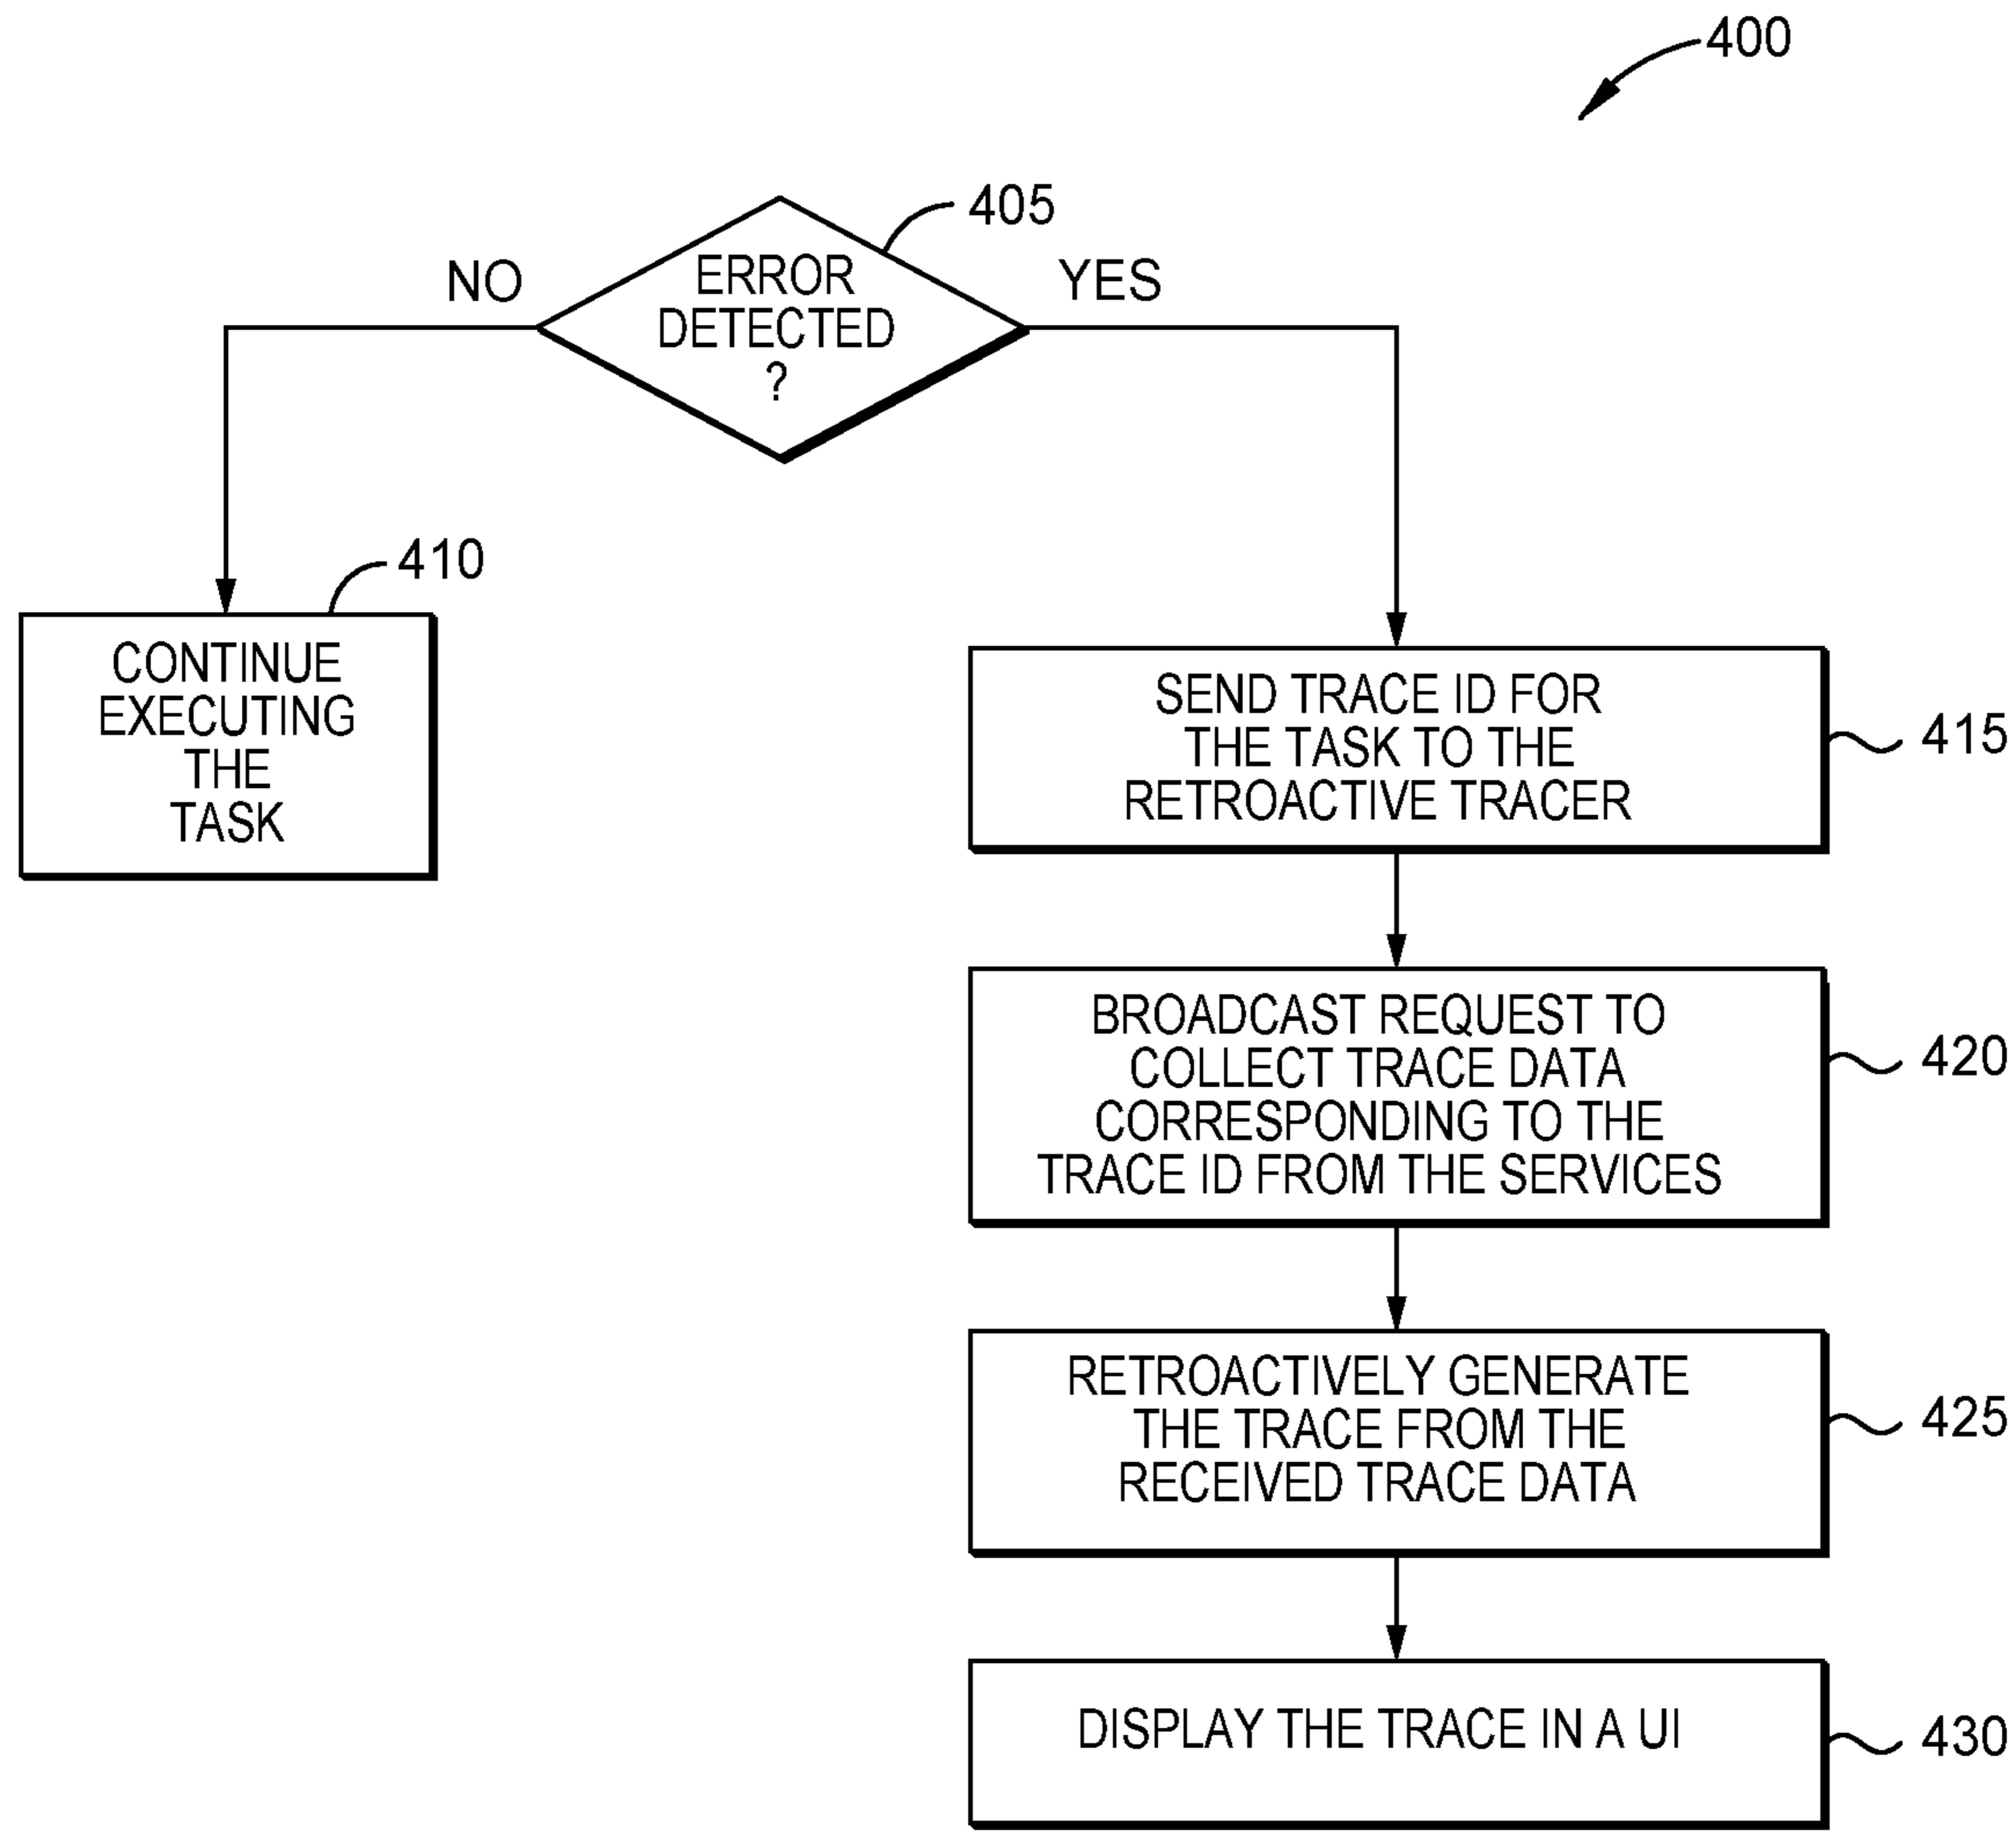 400
405
ERROR
DETECTED
?
NO
YES
410
CONTINUE
EXECUTING
THE
TASK
SEND TRACE ID FOR
THE TASK TO THE
RETROACTIVE TRACER
415
BROADCAST REQUEST TO
COLLECT TRACE DATA
CORRESPONDING TO THE
TRACE ID FROM THE SERVICES
420
RETROACTIVELY GENERATE
THE TRACE FROM THE
RECEIVED TRACE DATA
425
DISPLAY THE TRACE IN A UI
430